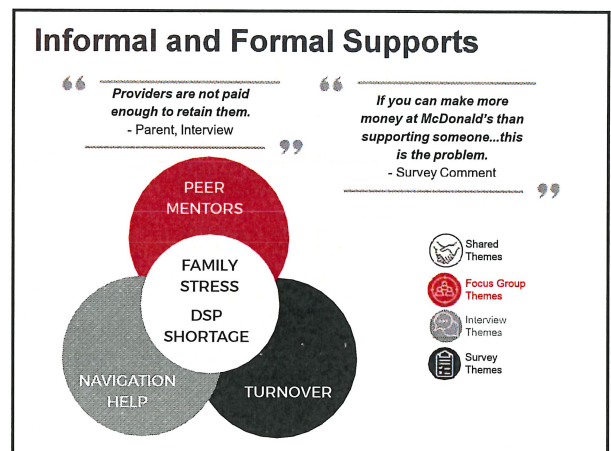 Informal and Formal Supports
“
Providers are not paid
enough to retain them.
- Parent, Interview
”
“
If you can make more
money at McDonald's than
supporting someone...this
is the problem.
- Survey Comment
”
PEER
MENTORS
FAMILY
STRESS
DSP
SHORTAGE
NAVIGATION
HELP
TURNOVER
Shared
Themes
Focus Group
Themes
Interview
Themes
Survey
Themes